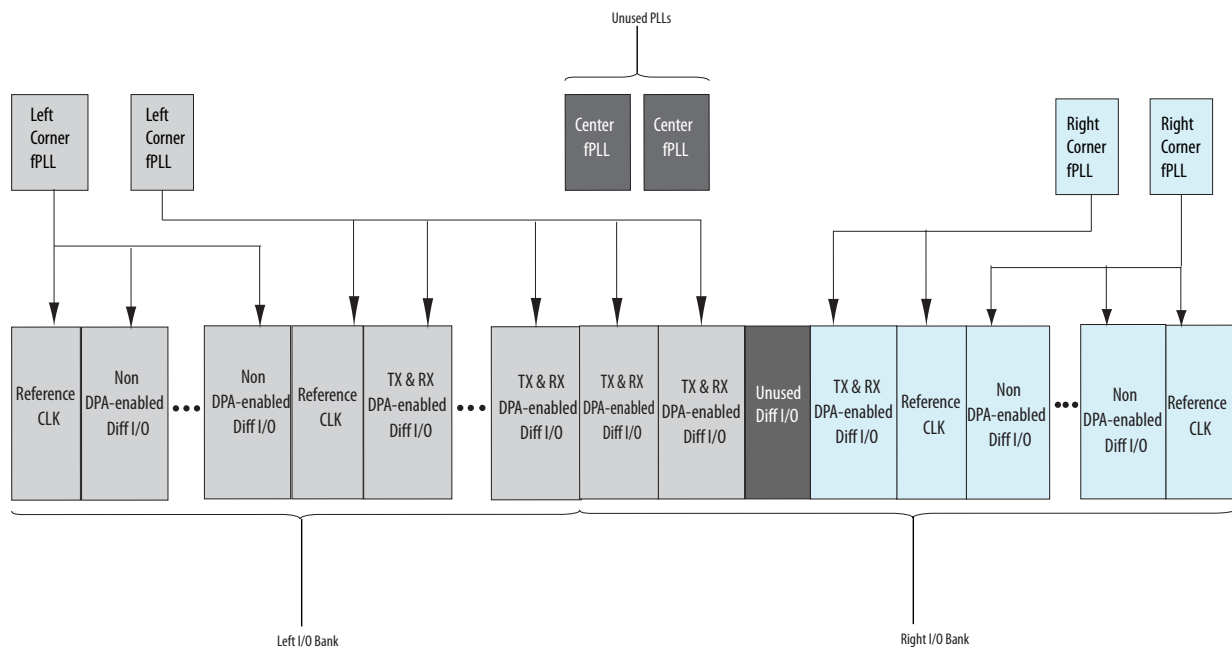 Unused PLLs
Left
Corner
fPLL
Left
Corner
fPLL
Center
fPLL
Center
fPLL
Right
Corner
fPLL
Right
Corner
fPLL
Reference
CLK
Non
DPA-enabled
Diff I/O
•••
Non
DPA-enabled
Diff I/O
Reference
CLK
TX & RX
DPA-enabled
Diff I/O
•••
TX & RX
DPA-enabled
Diff I/O
TX & RX
DPA-enabled
Diff I/O
TX & RX
DPA-enabled
Diff I/O
Unused
Diff I/O
TX & RX
DPA-enabled
Diff I/O
Reference
CLK
Non
DPA-enabled
Diff I/O
•••
Non
DPA-enabled
Diff I/O
Reference
CLK
Left I/O Bank
Right I/O Bank